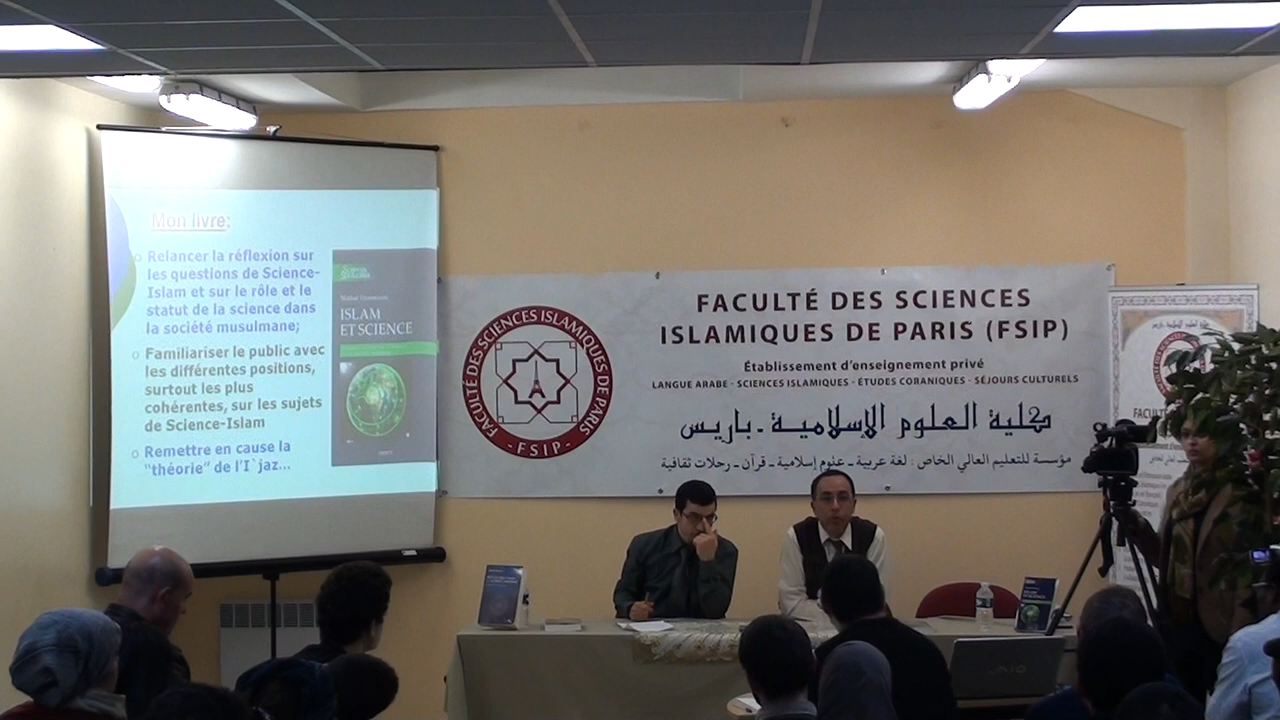 Mon livre:
o Relancer la réflexion sur
les questions de Science-
Islam et sur le rôle et le
statut de la science dans
la société musulmane;
o Familiariser le public avec
les différentes positions,
surtout les plus
cohérentes, sur les sujets
de Science-Islam
o Remettre en cause la
"théorie" de l'I`jaz...
ISLAM
ET SCIENCE
FACULTÉ DES SCIENCES ISLAMIQUES DE PARIS
- FSIP -
FACULTÉ DES SCIENCES
ISLAMIQUES DE PARIS (FSIP)
Établissement d'enseignement privé
LANGUE ARABE - SCIENCES ISLAMIQUES - ÉTUDES CORANIQUES - SÉJOURS CULTURELS
كلية العلوم الإسلامية ـ باريس
مؤسسة للتعليم العالي الخاص : لغة عربية ـ علوم إسلامية ـ قرآن ـ رحلات ثقافية
ISLAM
ET SCIENCE
VAIO